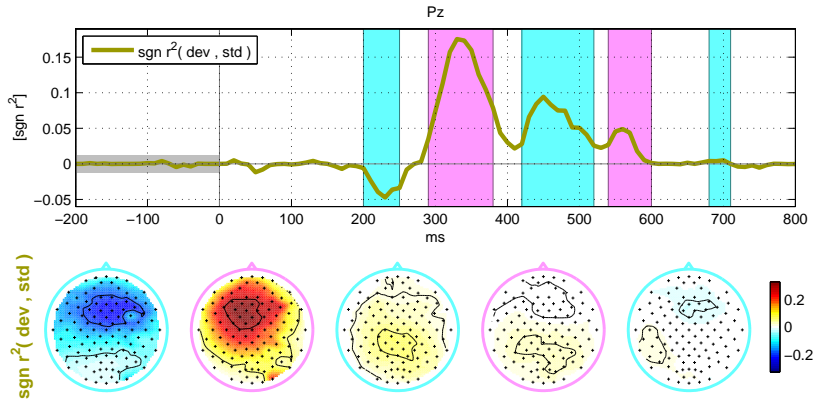 Pz
sgn r²( dev , std )
[sgn r²]
0.15
0.1
0.05
0
−0.05
−200 −100 0 100 200 300 400 500 600 700 800
ms
sgn r²( dev , std )
0.2
0
−0.2